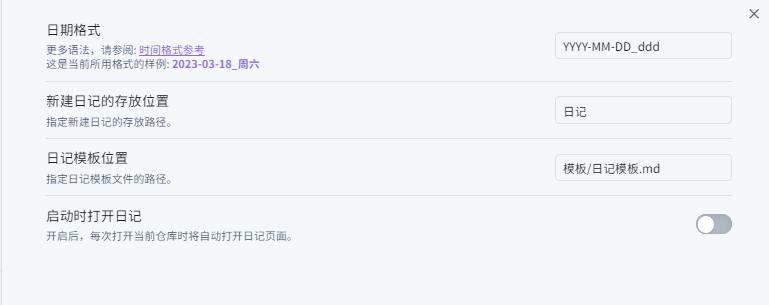 日期格式
更多语法，请参阅: 时间格式参考
这是当前所用格式的样例: 2023-03-18_周六
YYYY-MM-DD_ddd
新建日记的存放位置
指定新建日记的存放路径。
日记
日记模板位置
指定日记模板文件的路径。
模板/日记模板.md
启动时打开日记
开启后，每次打开当前仓库时将自动打开日记页面。